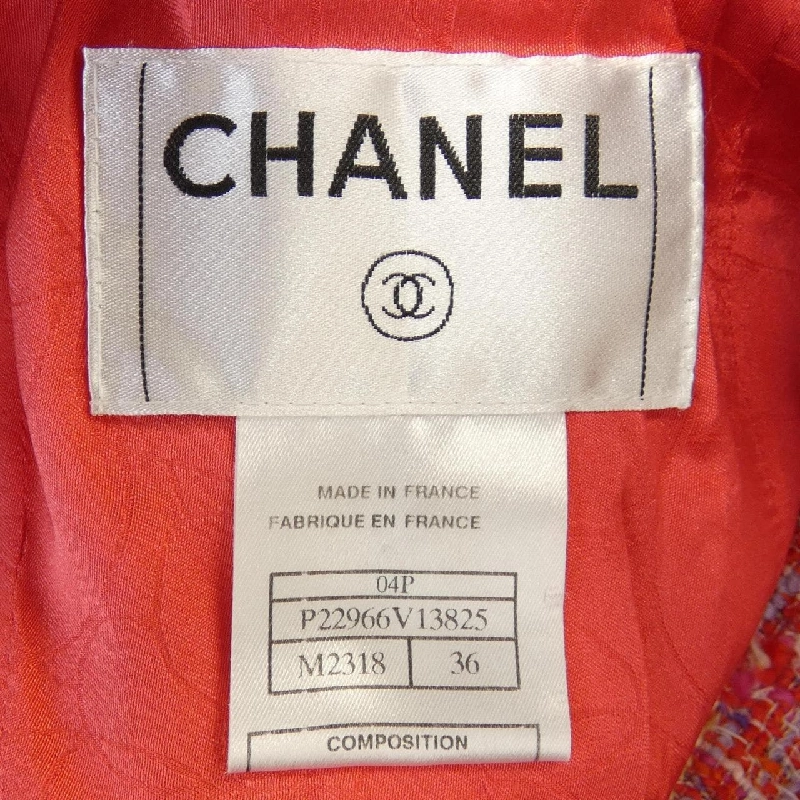 CHANEL
MADE IN FRANCE
FABRIQUE EN FRANCE
04P
P22966V13825
M2318 36
COMPOSITION